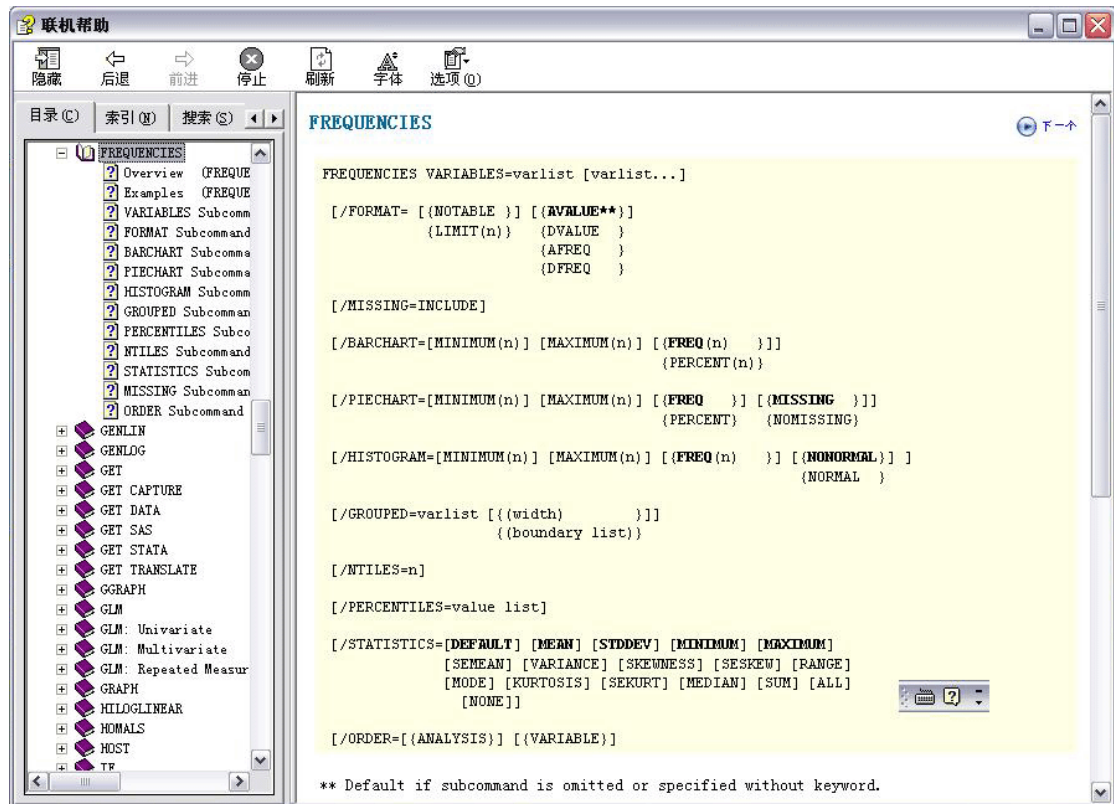 联机帮助
隐藏 后退 前进 停止 刷新 字体 选项(O)
目录(C) 索引(N) 搜索(S)
FREQUENCIES
Overview (FREQUE
Examples (FREQUE
VARIABLES Subcomm
FORMAT Subcommand
BARCHART Subcomma
PIECHART Subcomma
HISTOGRAM Subcomm
GROUPED Subcomman
PERCENTILES Subco
NTILES Subcommand
STATISTICS Subcom
MISSING Subcomman
ORDER Subcommand
GENLIN
GENLOG
GET
GET CAPTURE
GET DATA
GET SAS
GET STATA
GET TRANSLATE
GGRAPH
GLM
GLM: Univariate
GLM: Multivariate
GLM: Repeated Measur
GRAPH
HILOGLINEAR
HOMALS
HOST
IF
FREQUENCIES
下一个
FREQUENCIES VARIABLES=varlist [varlist...]
[/FORMAT= [{NOTABLE }] [{AVALUE**}]
{LIMIT(n)} {DVALUE }
{AFREQ }
{DFREQ }
[/MISSING=INCLUDE]
[/BARCHART=[MINIMUM(n)] [MAXIMUM(n)] [{FREQ(n) }]]
{PERCENT(n)}
[/PIECHART=[MINIMUM(n)] [MAXIMUM(n)] [{FREQ }] [{MISSING }]]
{PERCENT} {NOMISSING}
[/HISTOGRAM=[MINIMUM(n)] [MAXIMUM(n)] [{FREQ(n) }] [{NONORMAL}] ]
{NORMAL }
[/GROUPED=varlist [{(width) }]]
{(boundary list)}
[/NTILES=n]
[/PERCENTILES=value list]
[/STATISTICS=[DEFAULT] [MEAN] [STDDEV] [MINIMUM] [MAXIMUM]
[SEMEAN] [VARIANCE] [SKEWNESS] [SESKEW] [RANGE]
[MODE] [KURTOSIS] [SEKURT] [MEDIAN] [SUM] [ALL]
[NONE]]
[/ORDER=[{ANALYSIS}] [{VARIABLE}]
** Default if subcommand is omitted or specified without keyword.